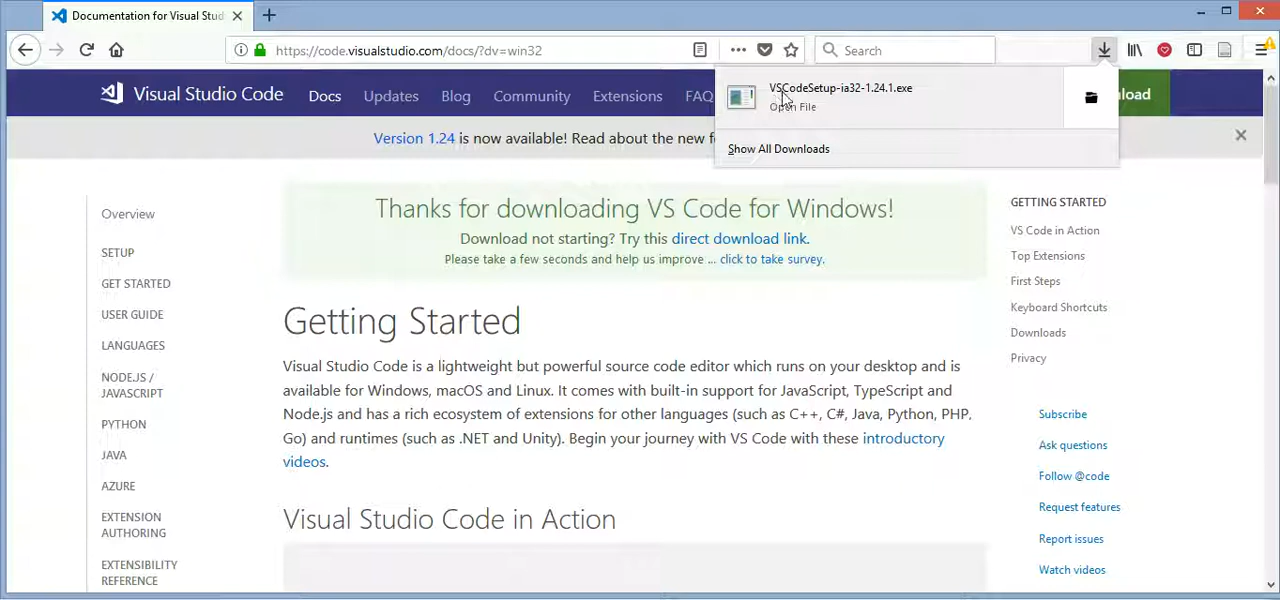 Documentation for Visual Stud
https://code.visualstudio.com/docs/?dv=win32
Search
Visual Studio Code
Docs
Updates
Blog
Community
Extensions
FAQ
VSCodeSetup-ia32-1.24.1.exe
Open File
Show All Downloads
Version 1.24 is now available! Read about the new
Overview
SETUP
GET STARTED
USER GUIDE
LANGUAGES
NODE.JS /
JAVASCRIPT
PYTHON
JAVA
AZURE
EXTENSION
AUTHORING
EXTENSIBILITY
REFERENCE
Thanks for downloading VS Code for Windows!
Download not starting? Try this direct download link.
Please take a few seconds and help us improve ... click to take survey.
Getting Started
Visual Studio Code is a lightweight but powerful source code editor which runs on your desktop and is
available for Windows, macOS and Linux. It comes with built-in support for JavaScript, TypeScript and
Node.js and has a rich ecosystem of extensions for other languages (such as C++, C#, Java, Python, PHP,
Go) and runtimes (such as .NET and Unity). Begin your journey with VS Code with these introductory
videos.
Visual Studio Code in Action
GETTING STARTED
VS Code in Action
Top Extensions
First Steps
Keyboard Shortcuts
Downloads
Privacy
Subscribe
Ask questions
Follow @code
Request features
Report issues
Watch videos